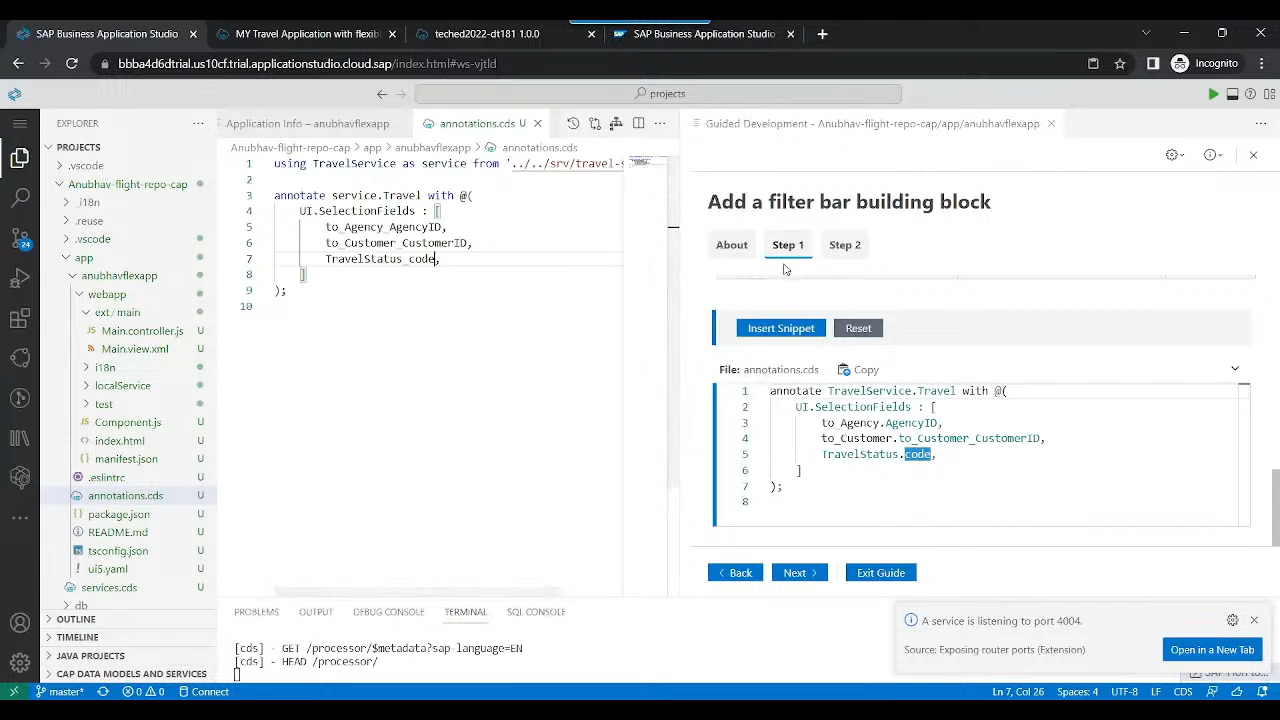 SAP Business Application Studio
MY Travel Application with flexib
teched2022-dt181 1.0.0
SAP Business Application Studio
bbba4d6dtrial.us10cf.trial.applicationstudio.cloud.sap/index.html#ws-vjtld
Incognito
projects
EXPLORER
PROJECTS
.vscode
Anubhav-flight-repo-cap
_i18n
.reuse
.vscode
app
anubhavflexapp
webapp
ext/main
Main.controller.js U
Main.view.xml U
i18n
localService
test
Component.js U
index.html U
manifest.json U
.eslintrc U
annotations.cds U
package.json U
README.md U
tsconfig.json U
ui5.yaml U
services.cds U
db
OUTLINE
TIMELINE
JAVA PROJECTS
CAP DATA MODELS AND SERVICES
24
Application Info – anubhavflexapp
annotations.cds U
Anubhav-flight-repo-cap > app > anubhavflexapp > annotations.cds
1 using TravelService as service from '../../srv/travel-s
2
3 annotate service.Travel with @(
4 UI.SelectionFields : [
5 to_Agency_AgencyID,
6 to_Customer_CustomerID,
7 TravelStatus_code,
8 ]
9 );
10
Guided Development - Anubhav-flight-repo-cap/app/anubhavflexapp
Add a filter bar building block
About
Step 1
Step 2
Insert Snippet
Reset
File: annotations.cds
Copy
1 annotate TravelService.Travel with @(
2 UI.SelectionFields : [
3 to_Agency.AgencyID,
4 to_Customer.to_Customer_CustomerID,
5 TravelStatus.code,
6 ]
7 );
8
< Back
Next >
Exit Guide
PROBLEMS
OUTPUT
DEBUG CONSOLE
TERMINAL
SQL CONSOLE
[cds] - GET /processor/$metadata?sap-language=EN
[cds] - HEAD /processor/
A service is listening to port 4004.
Source: Exposing router ports (Extension)
Open in a New Tab
master*
0
0
Connect
Ln 7, Col 26
Spaces: 4
UTF-8
LF
CDS